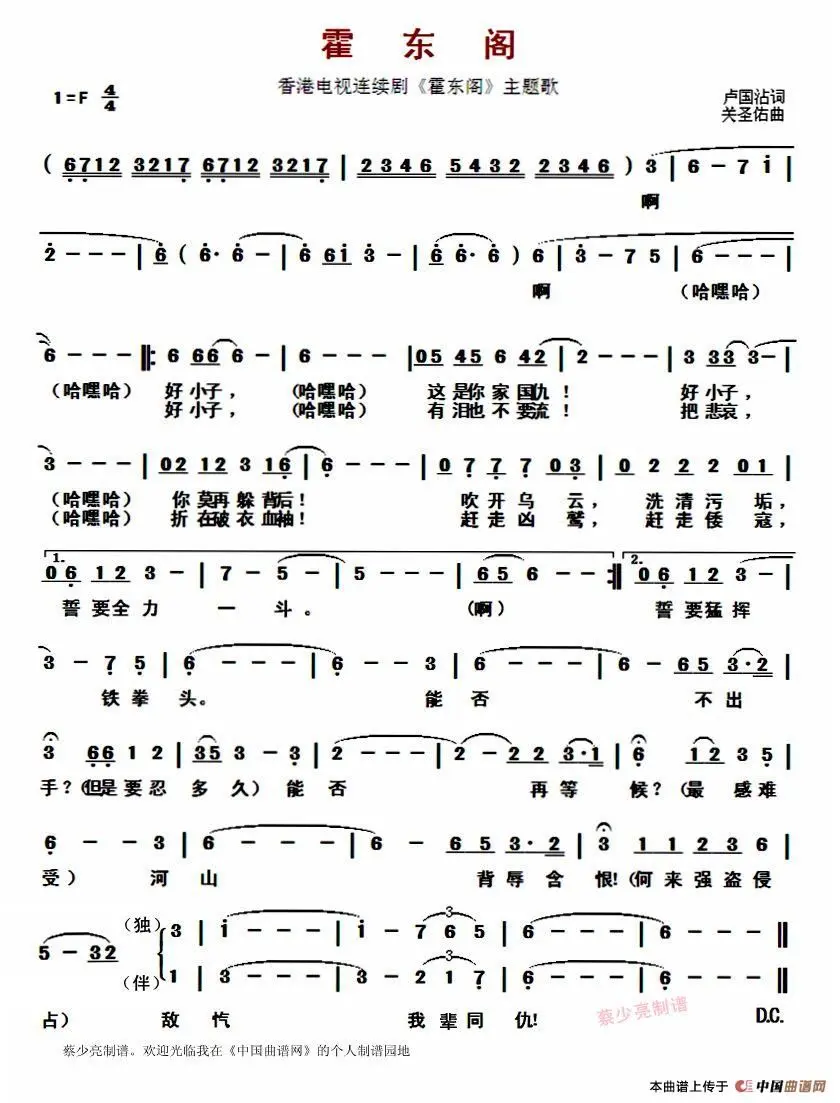 霍 东 阁
香港电视连续剧《霍东阁》主题歌
1=F 4/4
卢国沾词
关圣佑曲
( 6712 3217 6712 3217 | 2346 5432 2346 ) 3 | 6 - 7 i |
啊
2 - - - | 6 ( 6· 6 - | 6 6i 3 - | 6 6· ) 6 | 3 - 7 5 | 6 - - - |
啊 （哈嘿哈）
6 - - - |: 6 66 6 - | 6 - - - | 05 45 6 42 | 2 - - - | 3 33 3 - |
（哈嘿哈） 好 小子， （哈嘿哈） 这 是你 家 国仇！ 好 小子，
好 小子， （哈嘿哈） 有 泪也 不 要流！ 把 悲哀，
3 - - - | 02 12 3 16 | 6 - - - | 07 7 7 03 | 02 2 2 01 |
（哈嘿哈） 你 莫再 躲 背后！ 吹 开 乌 云， 洗 清 污 垢，
（哈嘿哈） 折 在破 衣 血袖！ 赶 走 凶 鹫， 赶 走 倭 寇，
1.
2.
06 12 3 - | 7 - 5 - | 5 - - - | 65 6 - - :| 06 12 3 - |
誓 要 全 力 一 斗。 (啊) 誓 要 猛 挥
3 - 7 5 | 6 - - - | 6 - - 3 | 6 - - - | 6 - 65 3·2 |
铁 拳 头。 能 否 不 出
3 66 1 2 | 35 3 - 3 | 2 - - - | 2 - 22 3·1 | 6 12 3 5 |
手？(但是 要 忍 多 久) 能 否 再 等 候？(最 感 难
6 - - 3 | 6 - - - | 6 - 65 3·2 | 3 11 23 6 |
受） 河 山 背 辱 含 恨!(何 来 强 盗 侵
（独） 3 | i - - - | i - 7 6 5 | 6 - - - | 6 - - - ||
5 - 32
（伴） 1 | 3 - - - | 3 - 2 1 7 | 6 - - - | 6 - - - ||
占） 敌 忾 我 辈 同 仇! D.C.
蔡少亮制谱
蔡少亮制谱。欢迎光临我在《中国曲谱网》的个人制谱园地
本曲谱上传于 中国曲谱网